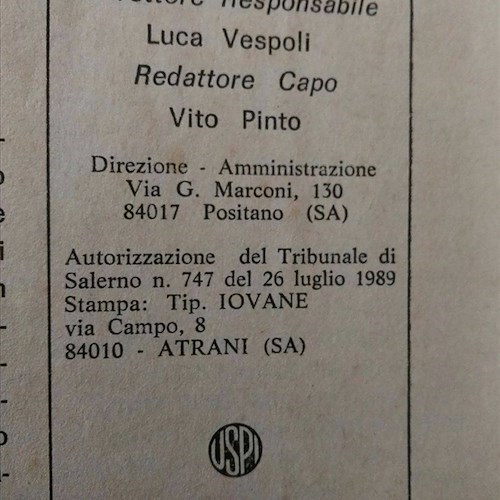 Responsabile
Luca Vespoli
Redattore Capo
Vito Pinto
Direzione - Amministrazione
Via G. Marconi, 130
84017 Positano (SA)
Autorizzazione del Tribunale di
Salerno n. 747 del 26 luglio 1989
Stampa: Tip. IOVANE
via Campo, 8
84010 - ATRANI (SA)
USPI